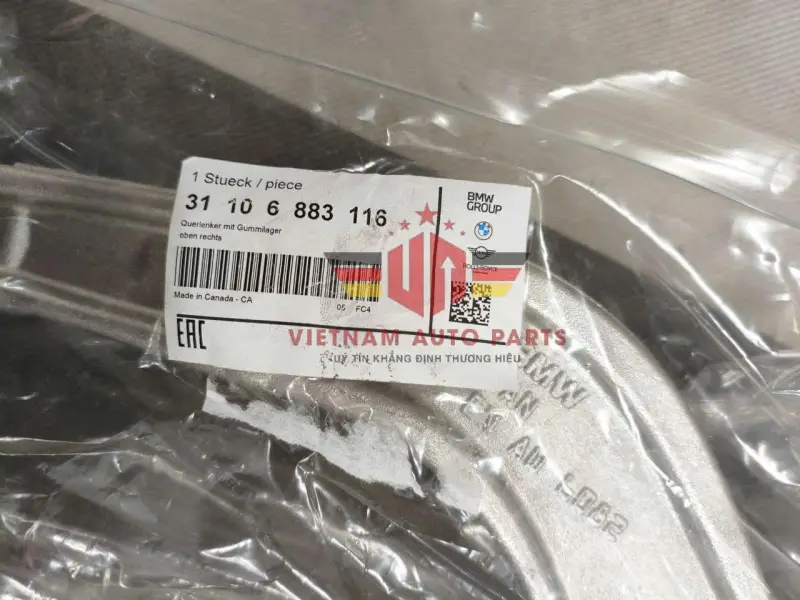 1 Stueck / piece
31 10 6 883 116
Querlenker mit Gummilager
oben rechts
Made in Canada - CA
05 FC4
EAC
BMW
GROUP
VIETNAM AUTO PARTS
UY TÍN KHẲNG ĐỊNH THƯƠNG HIỆU
BMW